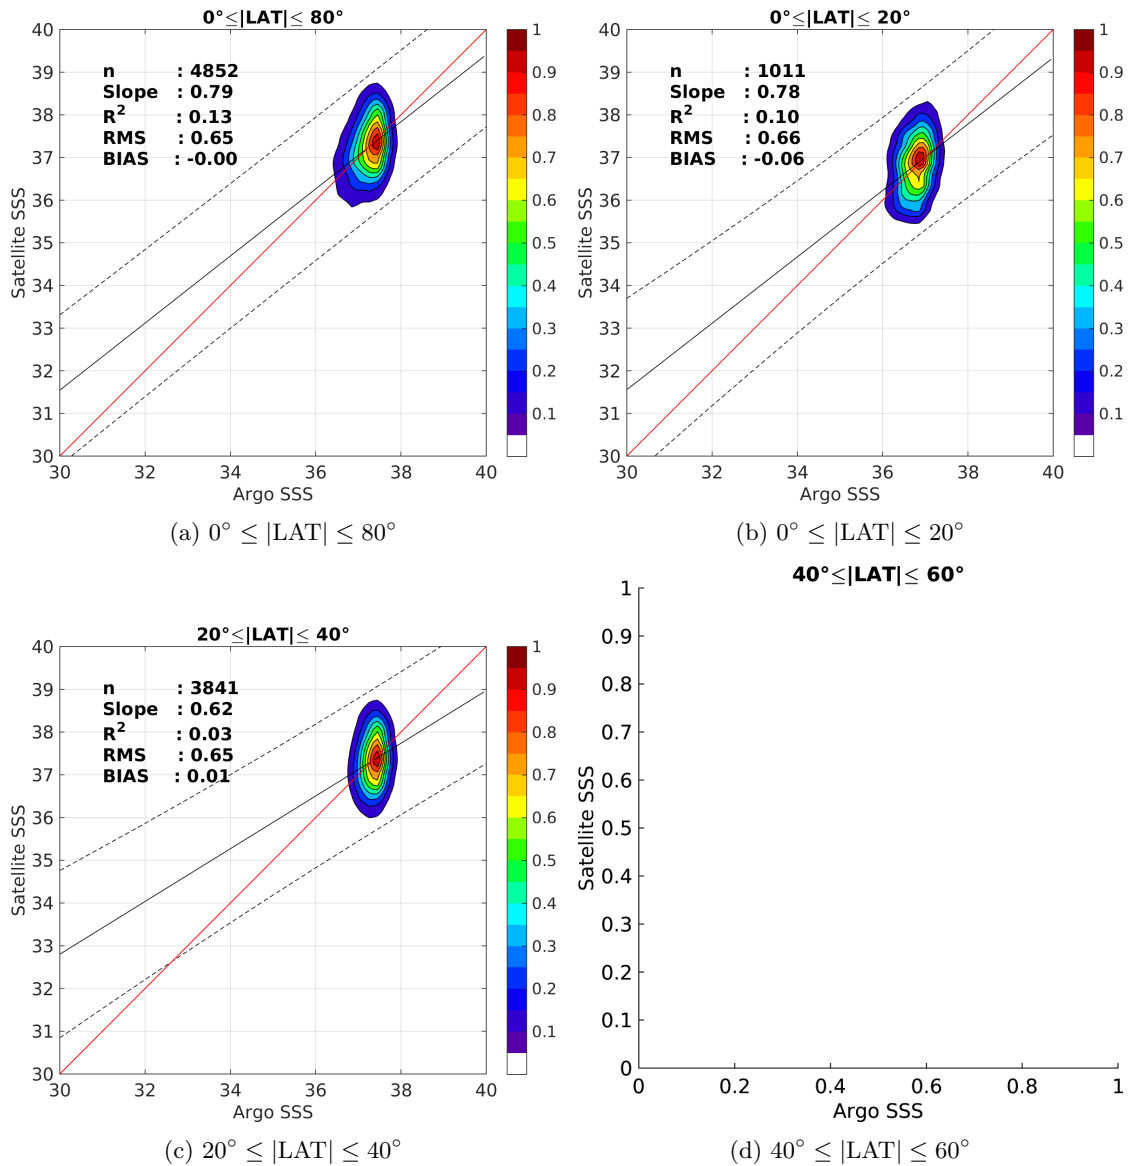 0°≤|LAT|≤ 80°
40
39
38
37
36
35
34
33
32
31
30
Satellite SSS
n : 4852
Slope : 0.79
R² : 0.13
RMS : 0.65
BIAS : -0.00
30 32 34 36 38 40
Argo SSS
1
0.9
0.8
0.7
0.6
0.5
0.4
0.3
0.2
0.1
(a) 0° ≤ |LAT| ≤ 80°
0°≤|LAT|≤ 20°
40
39
38
37
36
35
34
33
32
31
30
Satellite SSS
n : 1011
Slope : 0.78
R² : 0.10
RMS : 0.66
BIAS : -0.06
30 32 34 36 38 40
Argo SSS
1
0.9
0.8
0.7
0.6
0.5
0.4
0.3
0.2
0.1
(b) 0° ≤ |LAT| ≤ 20°
20°≤|LAT|≤ 40°
40
39
38
37
36
35
34
33
32
31
30
Satellite SSS
n : 3841
Slope : 0.62
R² : 0.03
RMS : 0.65
BIAS : 0.01
30 32 34 36 38 40
Argo SSS
1
0.9
0.8
0.7
0.6
0.5
0.4
0.3
0.2
0.1
(c) 20° ≤ |LAT| ≤ 40°
40°≤|LAT|≤ 60°
1
0.9
0.8
0.7
0.6
0.5
0.4
0.3
0.2
0.1
0
Satellite SSS
0 0.2 0.4 0.6 0.8 1
Argo SSS
(d) 40° ≤ |LAT| ≤ 60°